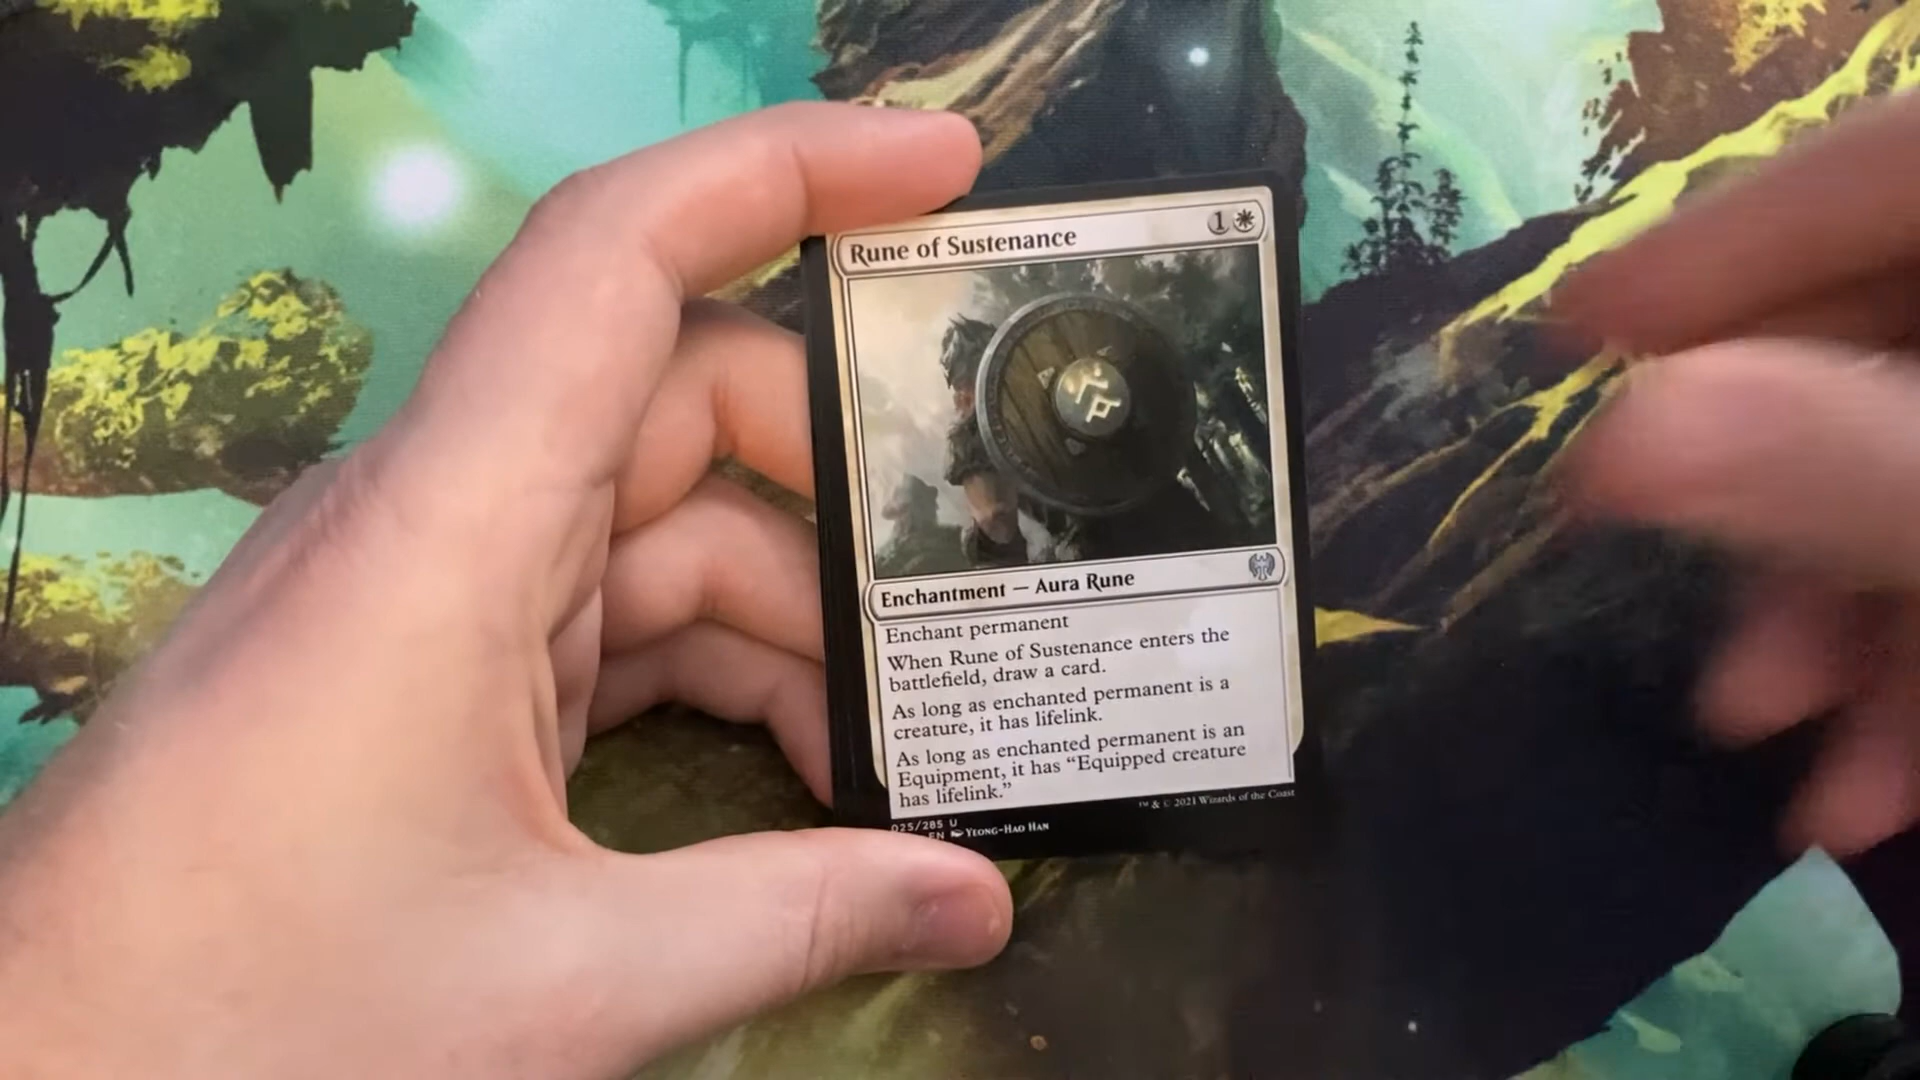 Rune of Sustenance 1
Enchantment — Aura Rune
Enchant permanent
When Rune of Sustenance enters the
battlefield, draw a card.
As long as enchanted permanent is a
creature, it has lifelink.
As long as enchanted permanent is an
Equipment, it has “Equipped creature
has lifelink.”
™ & © 2021 Wizards of the Coast
025/285 U
EN Yeong-Hao Han